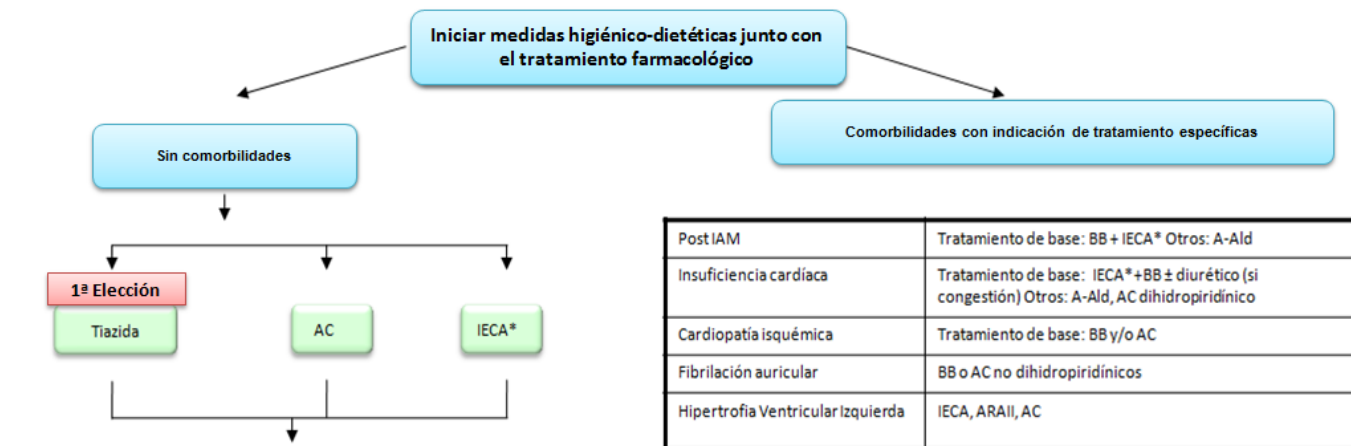 Iniciar medidas higiénico-dietéticas junto con
el tratamiento farmacológico
Sin comorbilidades
Comorbilidades con indicación de tratamiento específicas
1ª Elección
Tiazida
AC
IECA*
Post IAM
Tratamiento de base: BB + IECA* Otros: A-Ald
Insuficiencia cardíaca
Tratamiento de base: IECA*+BB ± diurético (si
congestión) Otros: A-Ald, AC dihidropiridínico
Cardiopatía isquémica
Tratamiento de base: BB y/o AC
Fibrilación auricular
BB o AC no dihidropiridínicos
Hipertrofia Ventricular Izquierda
IECA, ARAII, AC